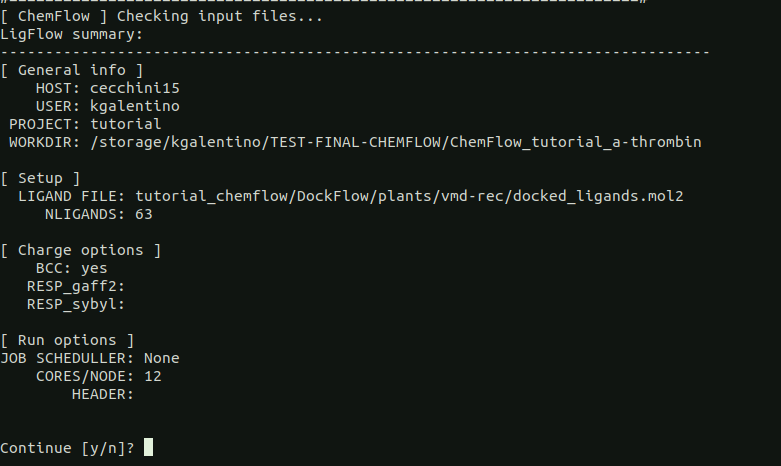 [ ChemFlow ] Checking input files...
LigFlow summary:
-------------------------------------------------------------------------------
[ General info ]
    HOST: cecchini15
    USER: kgalentino
 PROJECT: tutorial
 WORKDIR: /storage/kgalentino/TEST-FINAL-CHEMFLOW/ChemFlow_tutorial_a-thrombin

[ Setup ]
  LIGAND FILE: tutorial_chemflow/DockFlow/plants/vmd-rec/docked_ligands.mol2
     NLIGANDS: 63

[ Charge options ]
    BCC: yes
   RESP_gaff2:
   RESP_sybyl:

[ Run options ]
JOB SCHEDULLER: None
    CORES/NODE: 12
        HEADER:


Continue [y/n]?